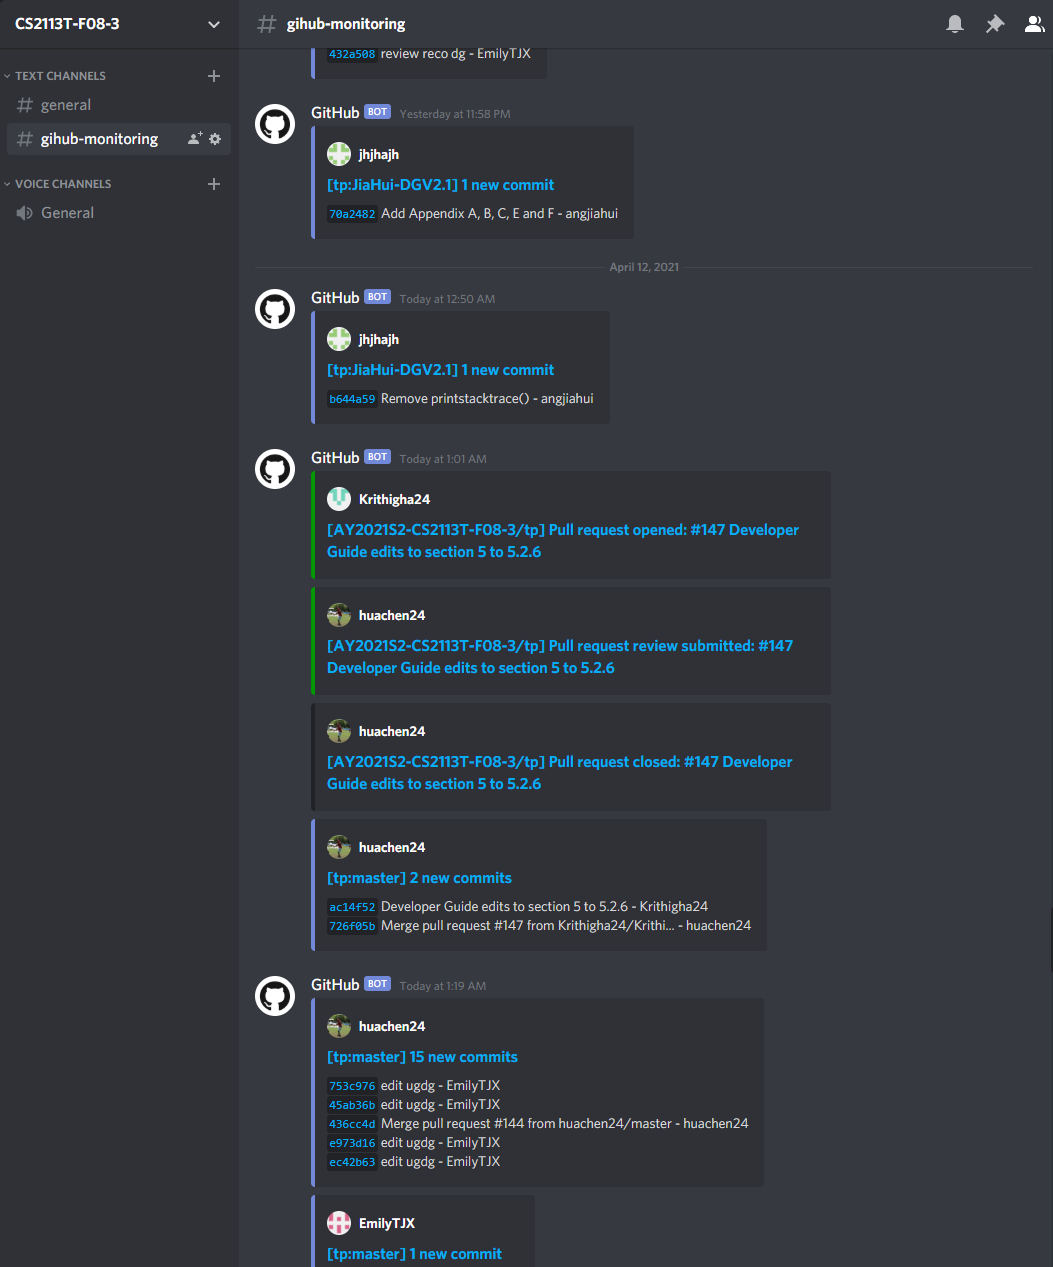 CS2113T-F08-3
TEXT CHANNELS
general
gihub-monitoring
VOICE CHANNELS
General
gihub-monitoring
432a508 review reco dg - EmilyTJX
GitHub BOT Yesterday at 11:58 PM
jhjhajh
[tp:JiaHui-DGV2.1] 1 new commit
70a2482 Add Appendix A, B, C, E and F - angjiahui
April 12, 2021
GitHub BOT Today at 12:50 AM
jhjhajh
[tp:JiaHui-DGV2.1] 1 new commit
b644a59 Remove printstacktrace() - angjiahui
GitHub BOT Today at 1:01 AM
Krithigha24
[AY2021S2-CS2113T-F08-3/tp] Pull request opened: #147 Developer
Guide edits to section 5 to 5.2.6
huachen24
[AY2021S2-CS2113T-F08-3/tp] Pull request review submitted: #147
Developer Guide edits to section 5 to 5.2.6
huachen24
[AY2021S2-CS2113T-F08-3/tp] Pull request closed: #147 Developer
Guide edits to section 5 to 5.2.6
huachen24
[tp:master] 2 new commits
ac14f52 Developer Guide edits to section 5 to 5.2.6 - Krithigha24
726f05b Merge pull request #147 from Krithigha24/Krithi... - huachen24
GitHub BOT Today at 1:19 AM
huachen24
[tp:master] 15 new commits
753c976 edit ugdg - EmilyTJX
45ab36b edit ugdg - EmilyTJX
436cc4d Merge pull request #144 from huachen24/master - huachen24
e973d16 edit ugdg - EmilyTJX
ec42b63 edit ugdg - EmilyTJX
EmilyTJX
[tp:master] 1 new commit